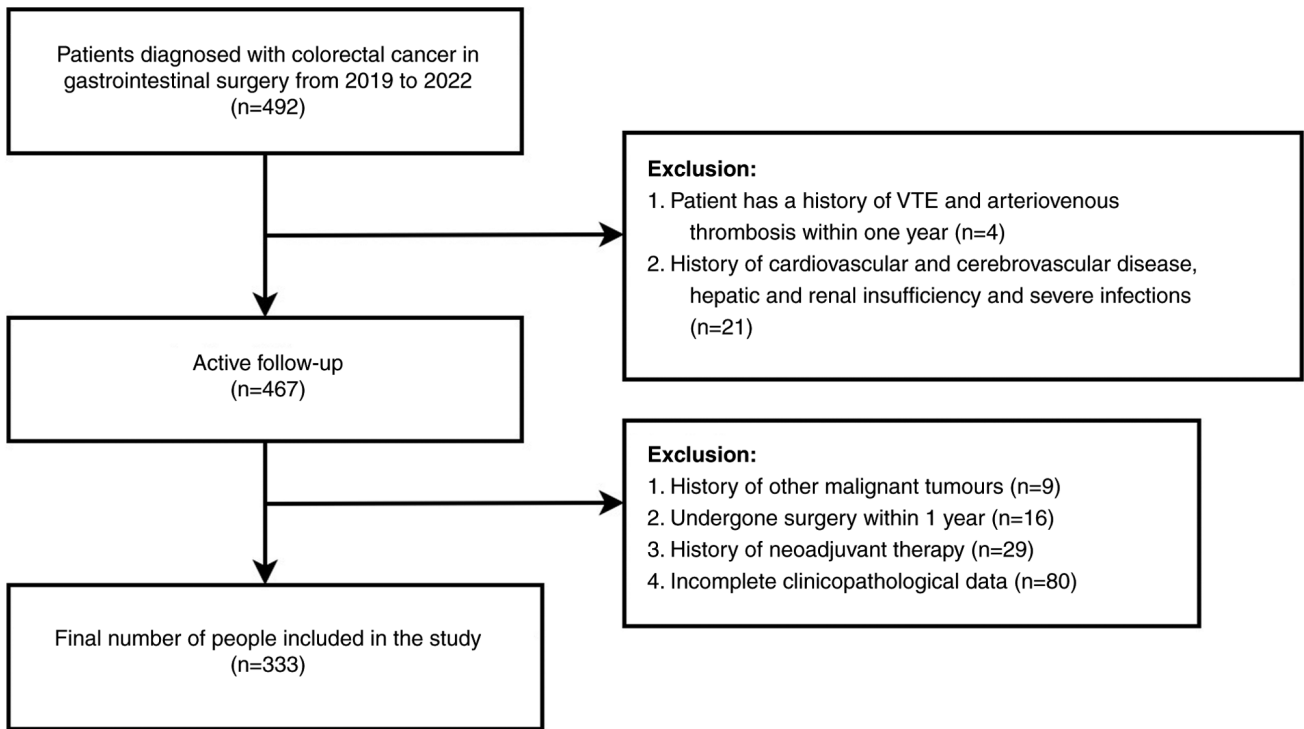 Patients diagnosed with colorectal cancer in
gastrointestinal surgery from 2019 to 2022
(n=492)
Exclusion:
1. Patient has a history of VTE and arteriovenous
thrombosis within one year (n=4)
2. History of cardiovascular and cerebrovascular disease,
hepatic and renal insufficiency and severe infections
(n=21)
Active follow-up
(n=467)
Exclusion:
1. History of other malignant tumours (n=9)
2. Undergone surgery within 1 year (n=16)
3. History of neoadjuvant therapy (n=29)
4. Incomplete clinicopathological data (n=80)
Final number of people included in the study
(n=333)